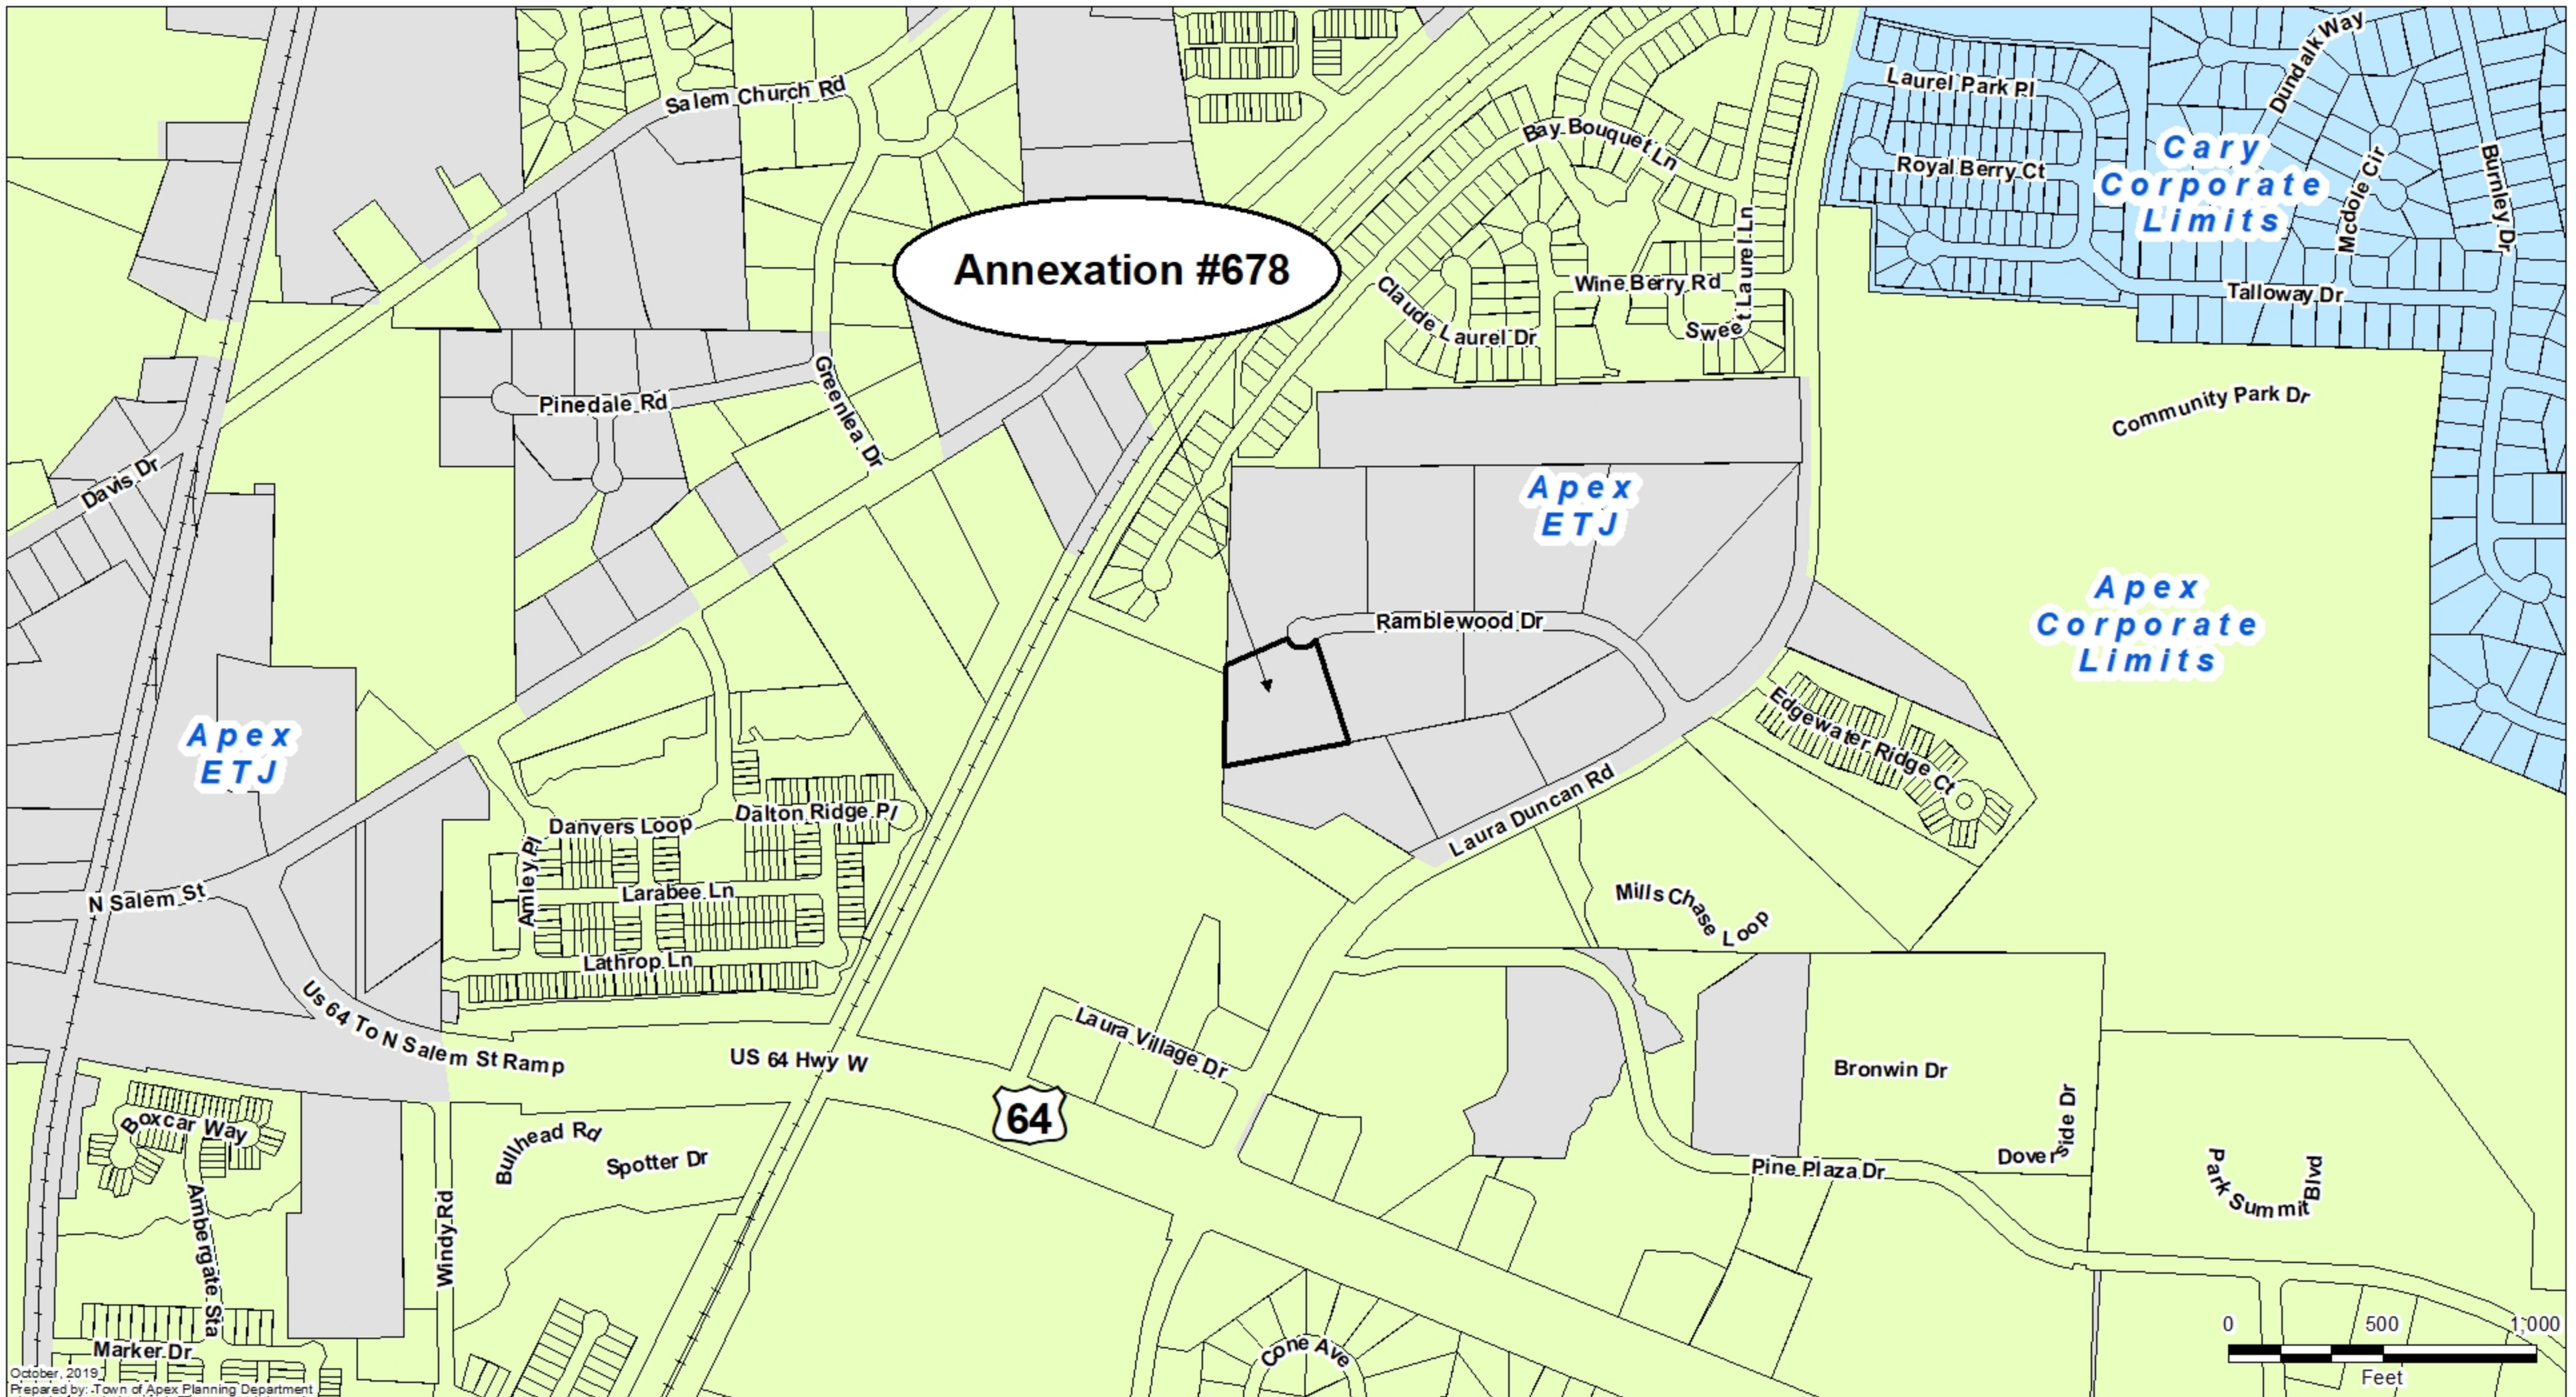 Dundalk Way
Laurel Park Pl
Salem Church Rd
Bay Bouquet Ln
Cary
Corporate
Limits
Royal Berry Ct
Mcdole Cir
Burnley Dr
Annexation #678
Sweet Laurel Ln
Wine Berry Rd
Talloway Dr
Claude Laurel Dr
Greenlea Dr
Pinedale Rd
Community Park Dr
Davis Dr
Apex
ETJ
Apex
Corporate
Limits
Ramblewood Dr
Apex
ETJ
Edgewater Ridge Ct
Laura Duncan Rd
Danvers Loop
Dalton Ridge Pl
Amley Pl
Larabee Ln
N Salem St
Mills Chase Loop
Lathrop Ln
Us 64 To N Salem St Ramp
US 64 Hwy W
Laura Village Dr
64
Bronwin Dr
Boxcar Way
Bullhead Rd
Spotter Dr
Doverside Dr
Pine Plaza Dr
Park Summit Blvd
Windy Rd
Ambergate Sta
Marker Dr
Cone Ave
0 500 1,000
Feet
October, 2019
Prepared by: Town of Apex Planning Department